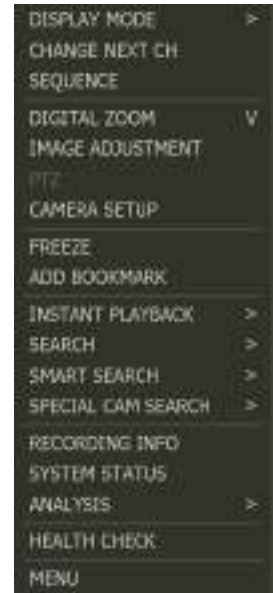 DISPLAY MODE >
CHANGE NEXT CH
SEQUENCE
DIGITAL ZOOM V
IMAGE ADJUSTMENT
PTZ
CAMERA SETUP
FREEZE
ADD BOOKMARK
INSTANT PLAYBACK >
SEARCH >
SMART SEARCH >
SPECIAL CAM SEARCH >
RECORDING INFO
SYSTEM STATUS
ANALYSIS >
HEALTH CHECK
MENU